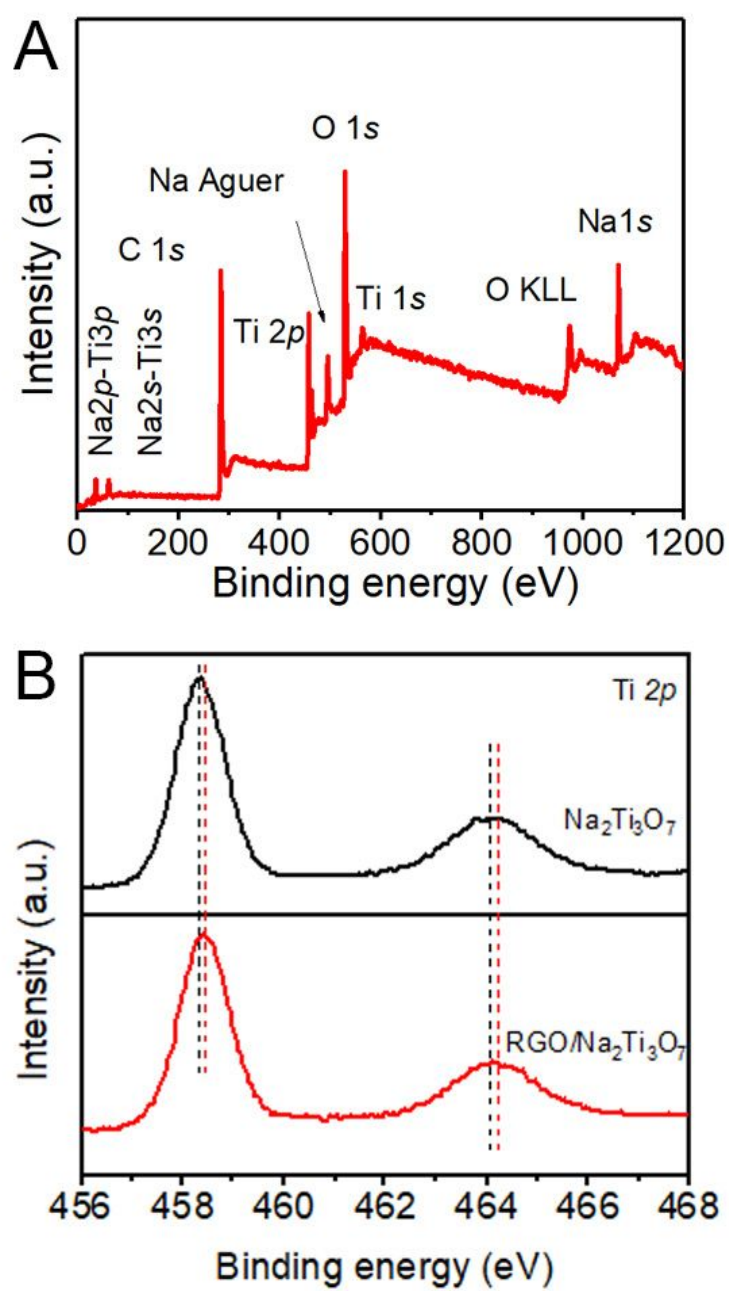 A
O 1s
Na Aguer
Na1s
C 1s
Ti 1s
O KLL
Ti 2p
Na2p-Ti3p
Na2s-Ti3s
Intensity (a.u.)
0 200 400 600 800 1000 1200
Binding energy (eV)
B
Ti 2p
Na₂Ti₃O₇
RGO/Na₂Ti₃O₇
Intensity (a.u.)
456 458 460 462 464 466 468
Binding energy (eV)